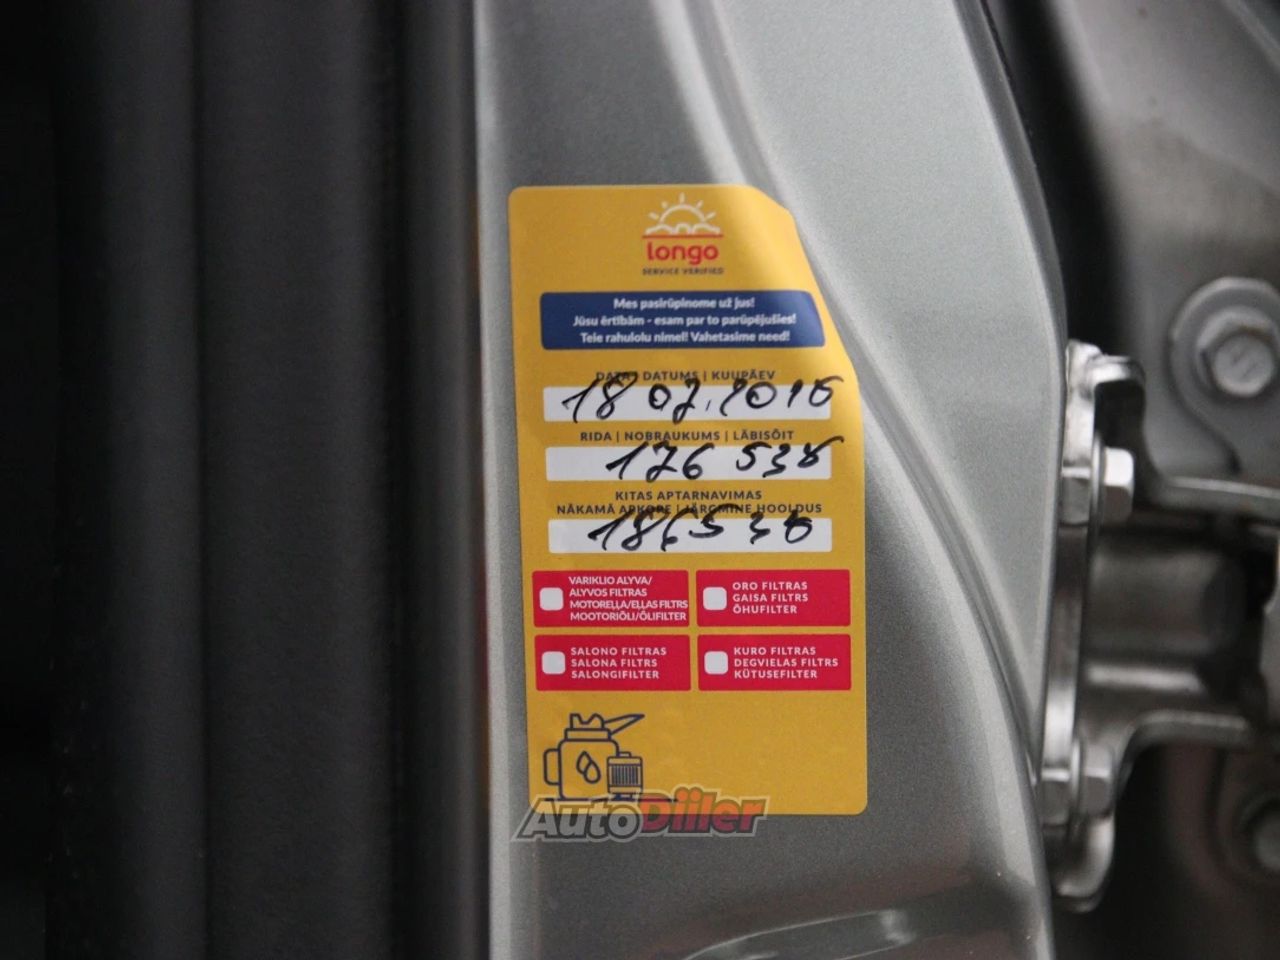 longo
SERVICE VERIFIED
Mes pasirūpinome už jus!
Jūsu ērtībām - esam par to parūpējušies!
Teie rahulolu nimel! Vahetasime need!
DATA | DATUMS | KUUPÄEV
18 07.2016
RIDA | NOBRAUKUMS | LÄBISÕIT
176 538
KITAS APTARNAVIMAS
NĀKAMĀ APKOPE | JÄRGMINE HOOLDUS
186538
VARIKLIO ALYVA/
ALYVOS FILTRAS
MOTOREĻĻA/EĻĻAS FILTRS
MOOTORIÕLI/ÕLIFILTER
ORO FILTRAS
GAISA FILTRS
ÕHUFILTER
SALONO FILTRAS
SALONA FILTRS
SALONGIFILTER
KURO FILTRAS
DEGVIELAS FILTRS
KÜTUSEFILTER
AutoDiiler